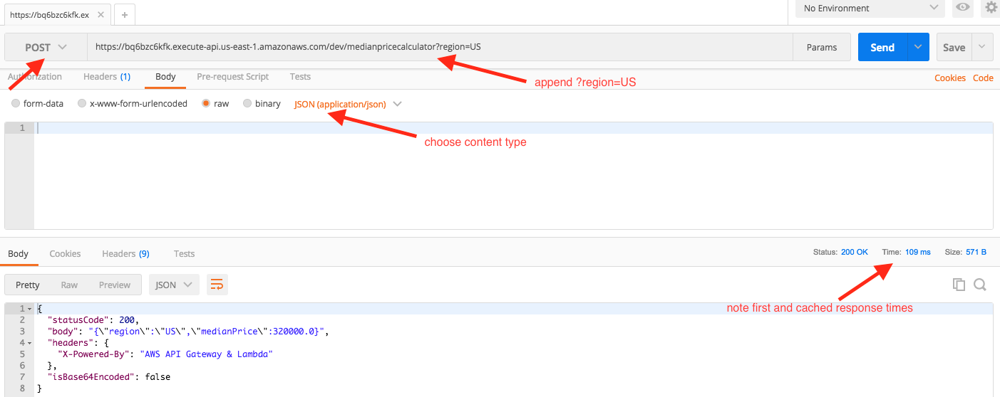 https://bq6bzc6kfk.ex × +
No Environment
POST https://bq6bzc6kfk.execute-api.us-east-1.amazonaws.com/dev/medianpricecalculator?region=US Params Send Save
Authorization Headers (1) Body Pre-request Script Tests Cookies Code
append ?region=US
form-data x-www-form-urlencoded raw binary JSON (application/json)
1
choose content type
Body Cookies Headers (9) Tests Status: 200 OK Time: 109 ms Size: 571 B
Pretty Raw Preview JSON
note first and cached response times
1 {
2 "statusCode": 200,
3 "body": "{\"region\":\"US\",\"medianPrice\":320000.0}",
4 "headers": {
5 "X-Powered-By": "AWS API Gateway & Lambda"
6 },
7 "isBase64Encoded": false
8 }